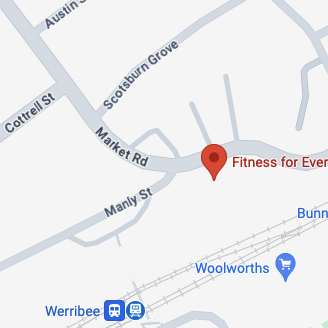 Austin S
Scotsburn Grove
Cottrell St
Market Rd
Fitness for Ever
Manly St
Bunn
Woolworths
Werribee